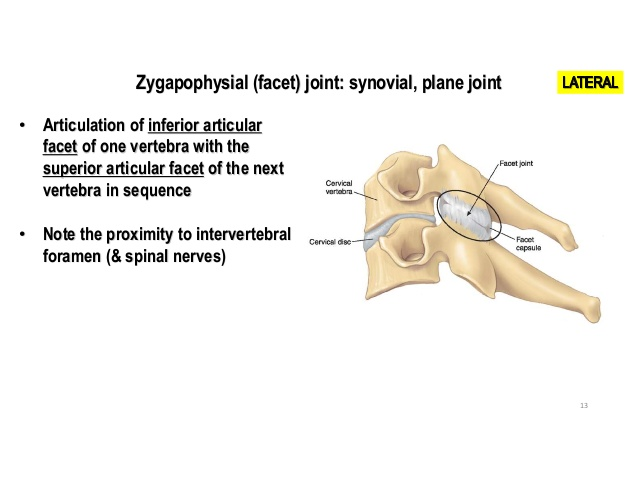 Zygapophysial (facet) joint: synovial, plane joint
LATERAL
• Articulation of inferior articular
facet of one vertebra with the
superior articular facet of the next
vertebra in sequence
• Note the proximity to intervertebral
foramen (& spinal nerves)
Facet joint
Cervical
vertebra
Cervical disc
Facet
capsule
13